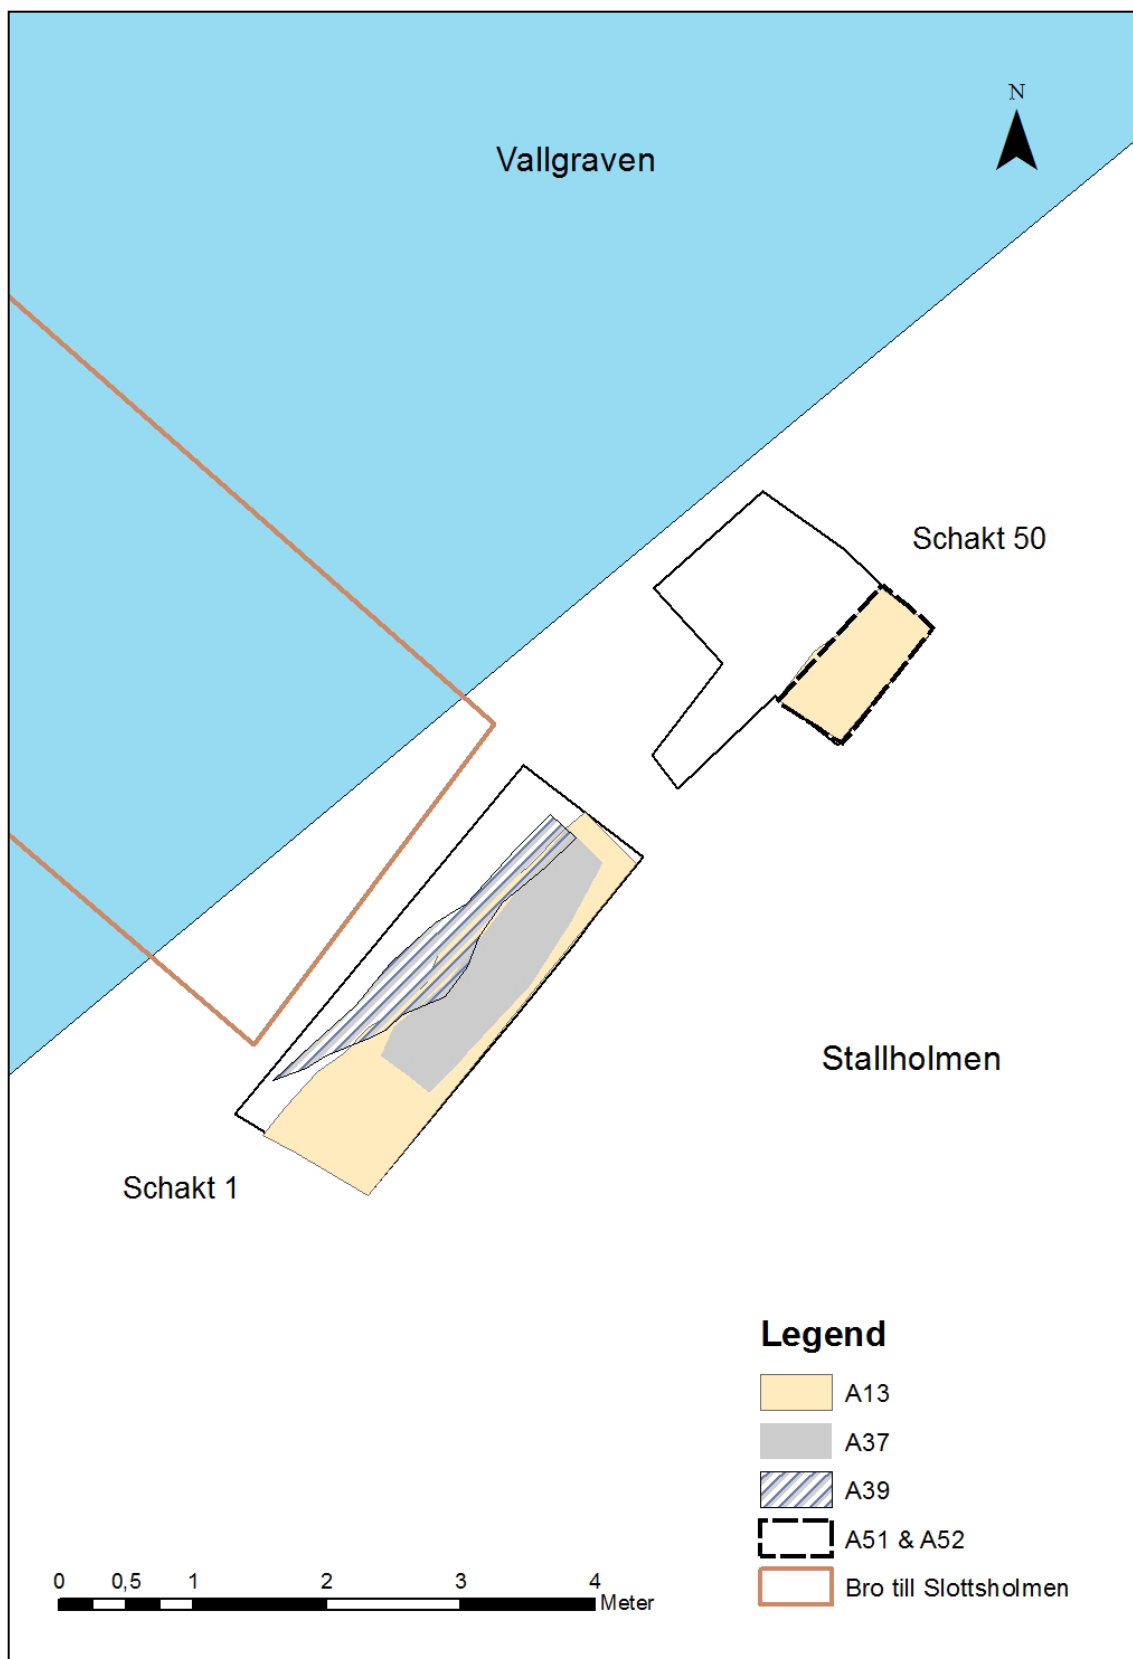 N
Vallgraven
Schakt 50
Stallholmen
Schakt 1
Legend
A13
A37
A39
A51 & A52
Bro till Slottsholmen
0 0,5 1 2 3 4
Meter